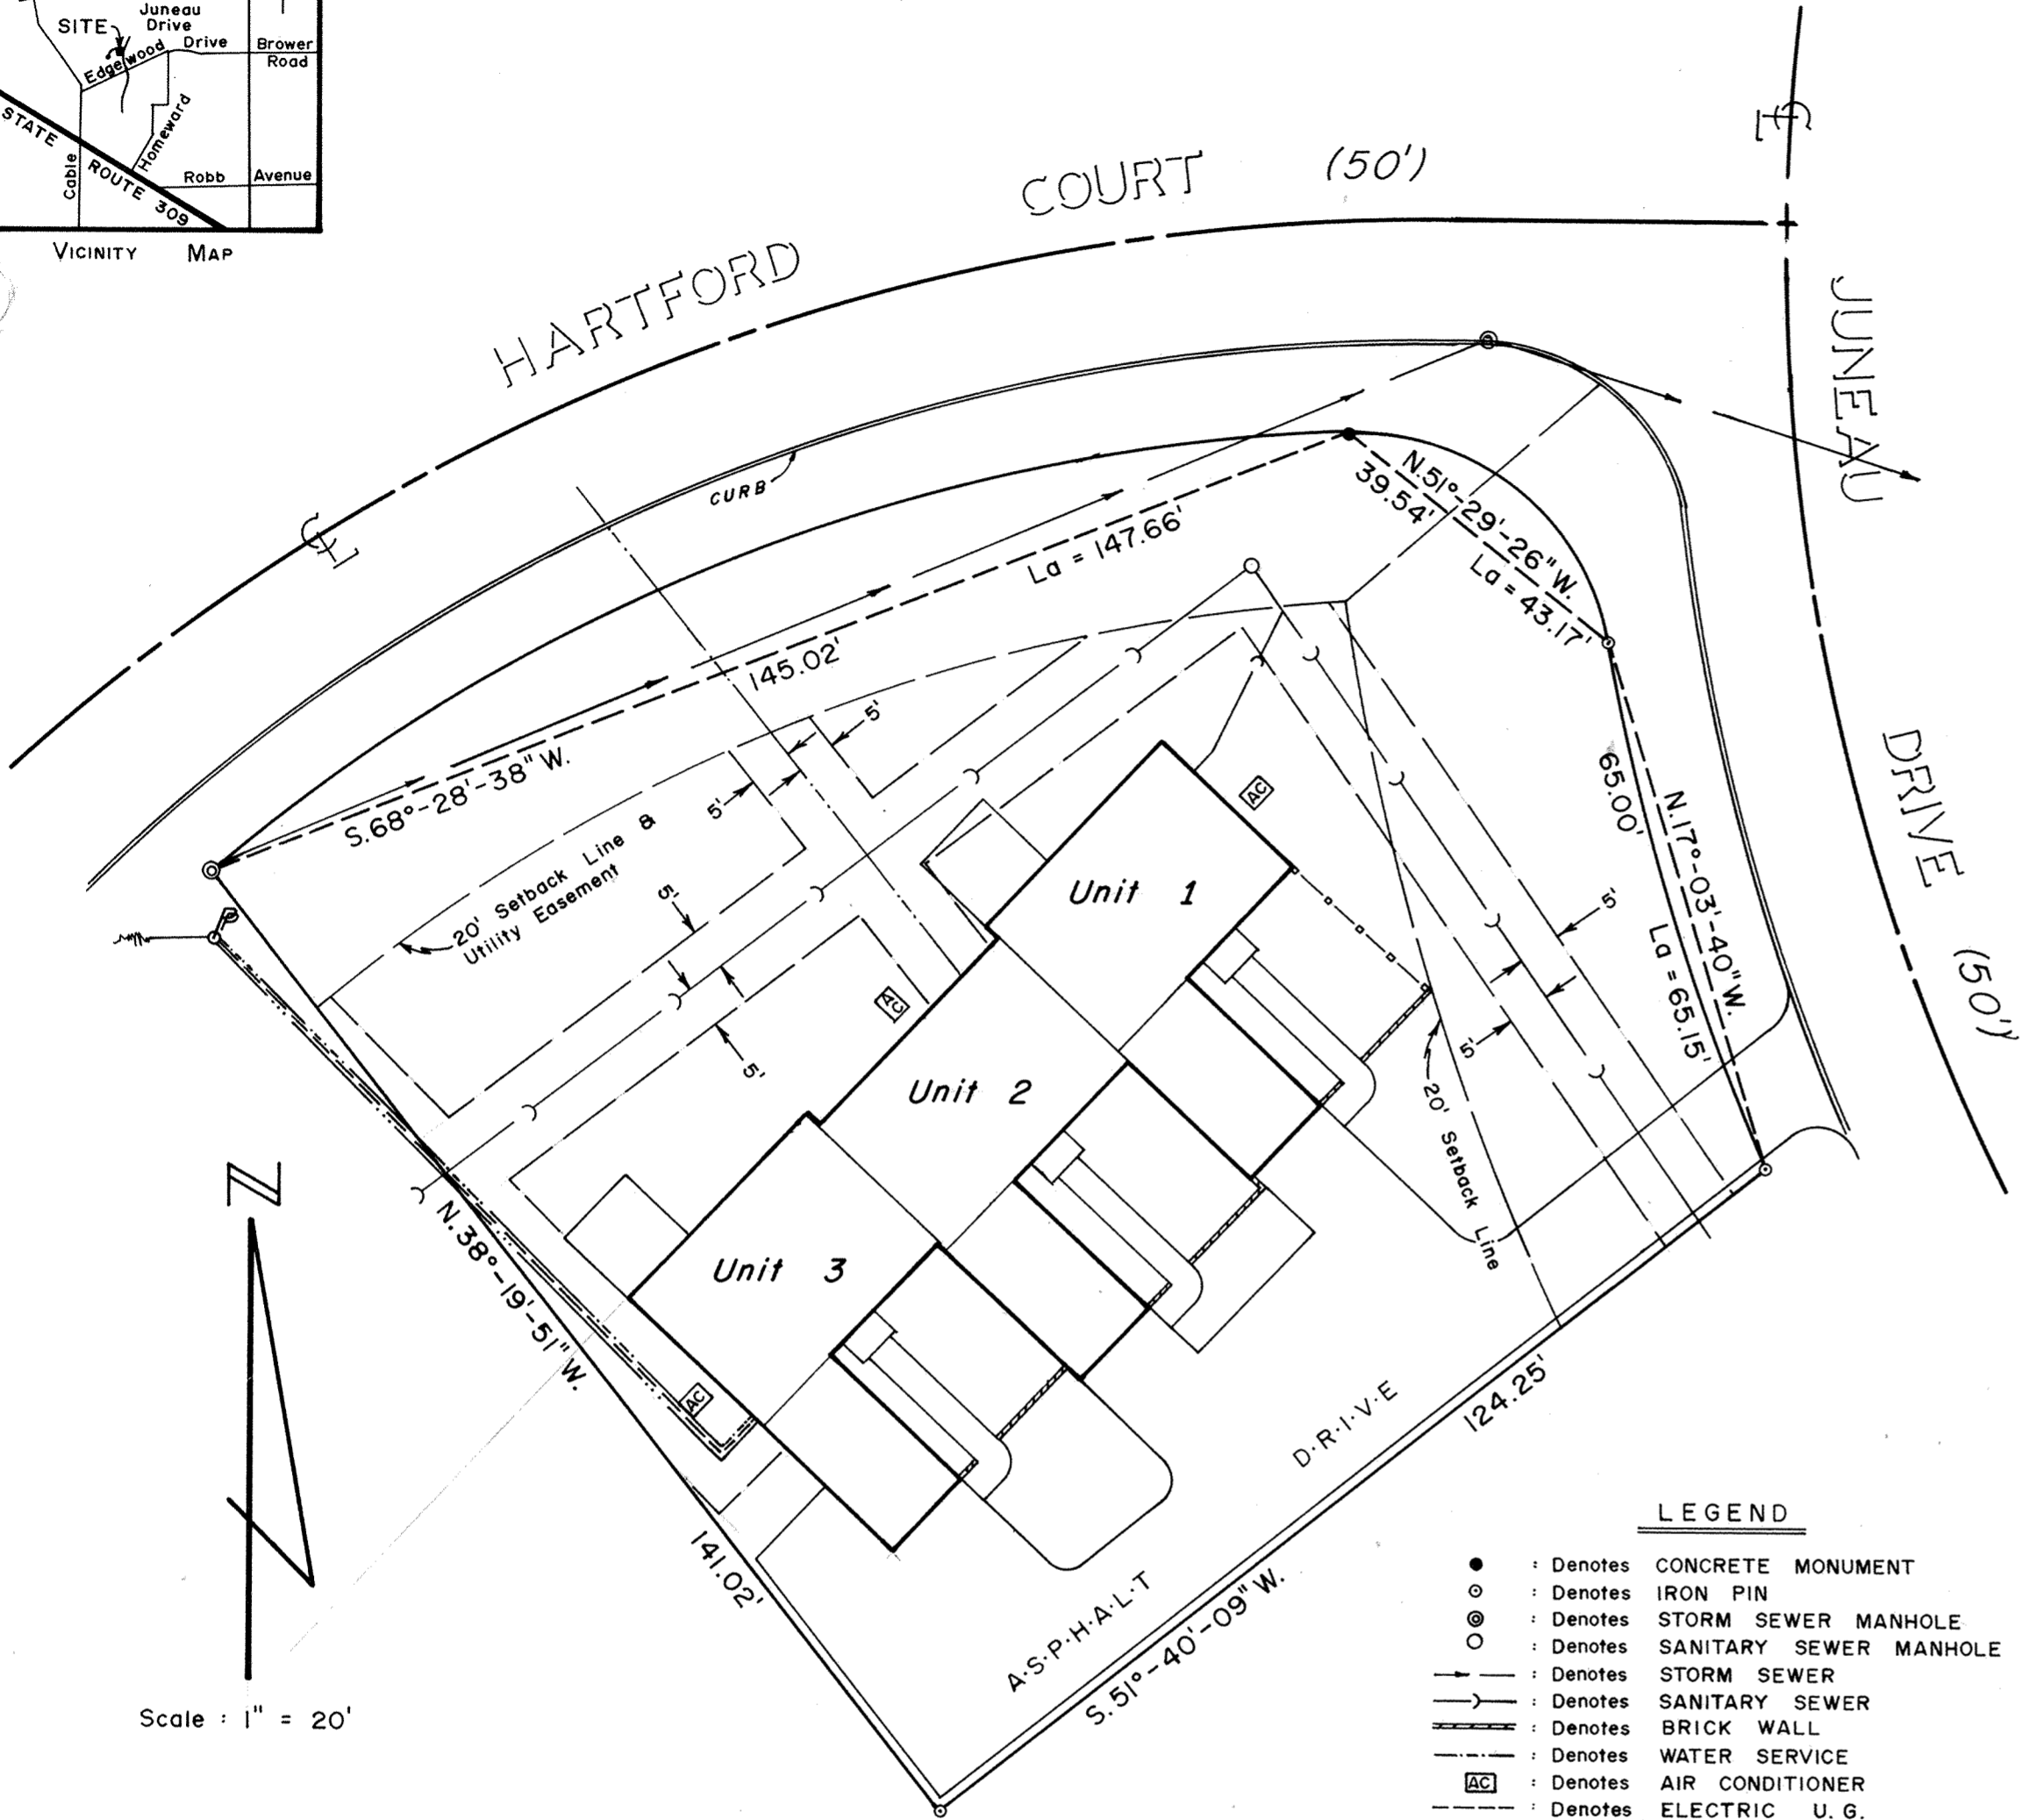 Juneau
Drive
SITE
Edgewood Drive
Brower
Road
STATE ROUTE 309
Homeward
Cable
Robb Avenue
VICINITY MAP
HARTFORD COURT (50')
JUNEAU DRIVE (50')
CL
CL
CURB
S.68°-28'-38" W.
145.02'
La = 147.66'
N.51°-29'-26" W.
39.54'
La = 43.17'
65.00'
N.17°-03'-40" W.
La = 65.15'
20' Setback Line &
Utility Easement
5'
5'
5'
5'
5'
5'
AC
AC
AC
Unit 1
Unit 2
Unit 3
20' Setback Line
N.38°-19'-51" W.
141.02'
124.25'
S.51°-40'-09" W.
A·S·P·H·A·L·T D·R·I·V·E
N
Scale : 1" = 20'
LEGEND
: Denotes CONCRETE MONUMENT
: Denotes IRON PIN
: Denotes STORM SEWER MANHOLE
: Denotes SANITARY SEWER MANHOLE
: Denotes STORM SEWER
: Denotes SANITARY SEWER
: Denotes BRICK WALL
: Denotes WATER SERVICE
AC : Denotes AIR CONDITIONER
: Denotes ELECTRIC U.G.